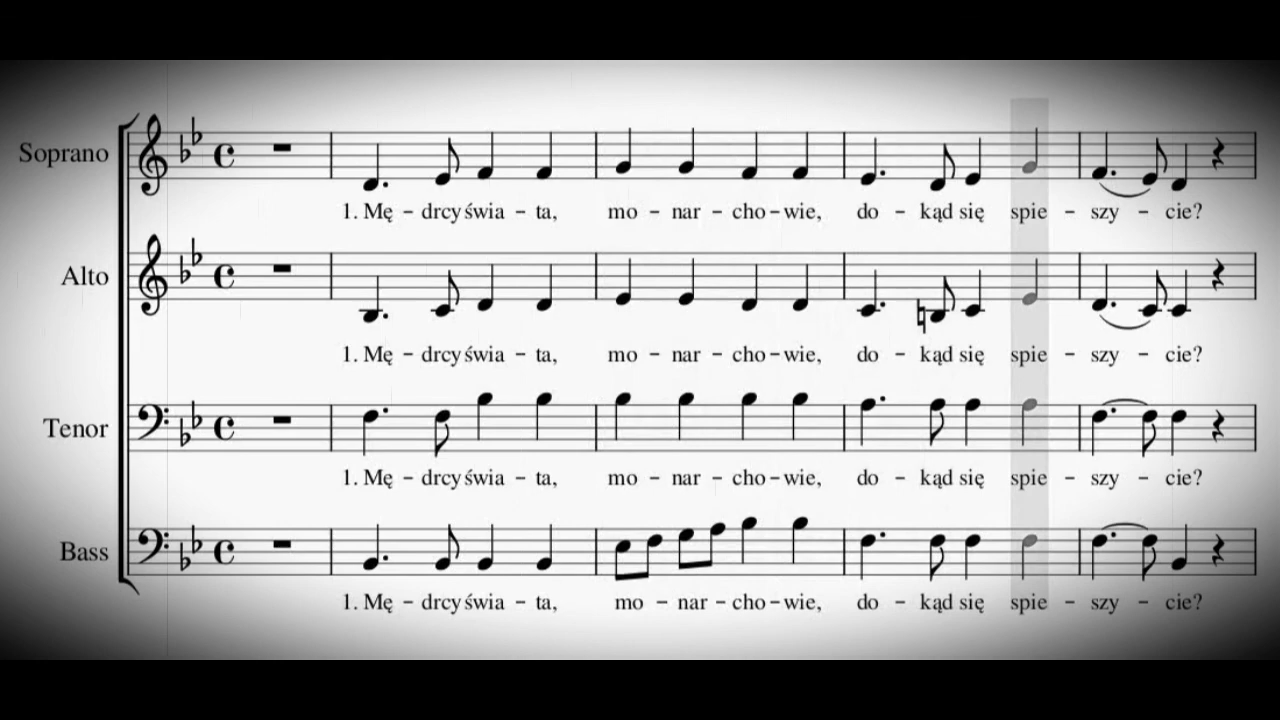 Soprano
1. Mę – drcy świa – ta, mo – nar – cho – wie, do – kąd się spie – szy – cie?
Alto
1. Mę – drcy świa – ta, mo – nar – cho – wie, do – kąd się spie – szy – cie?
Tenor
1. Mę – drcy świa – ta, mo – nar – cho – wie, do – kąd się spie – szy – cie?
Bass
1. Mę – drcy świa – ta, mo – nar – cho – wie, do – kąd się spie – szy – cie?